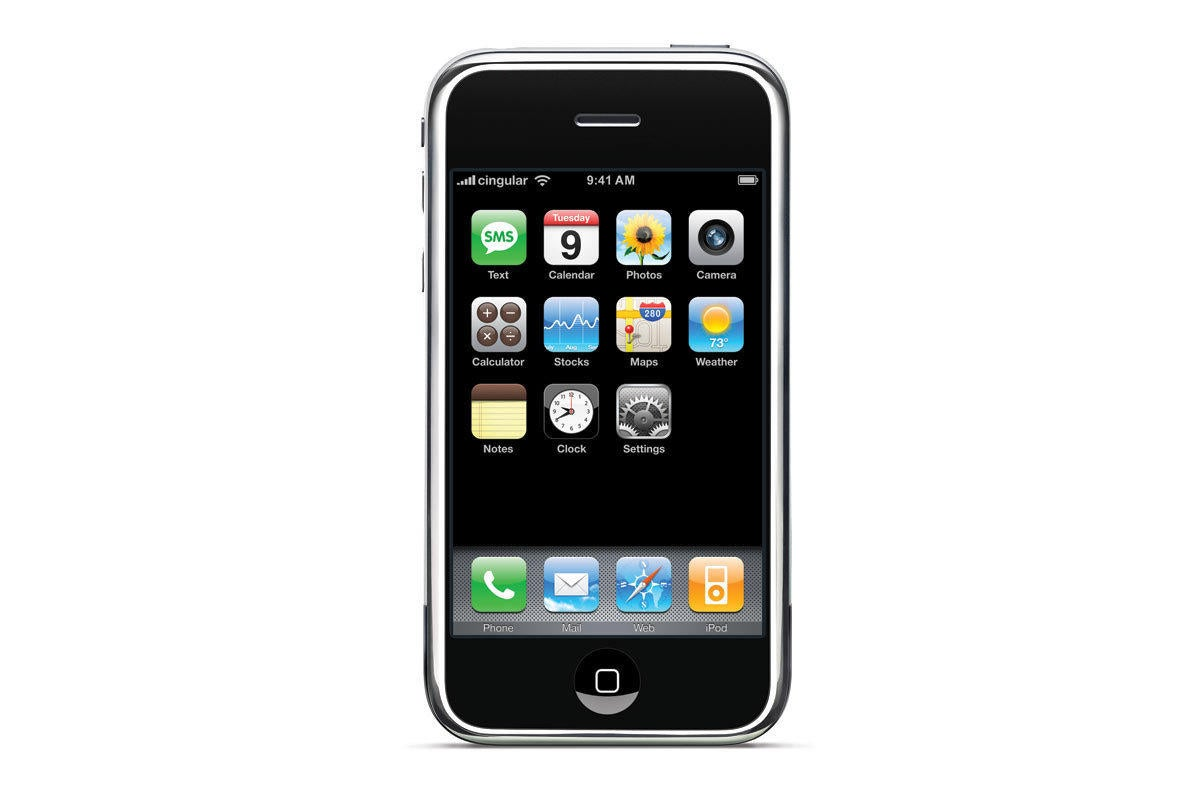 cingular 9:41 AM
SMS Tuesday
9
Text Calendar Photos Camera
+ − 280
× ÷ 73°
Calculator Stocks Maps Weather
Notes Clock Settings
Phone Mail Web iPod